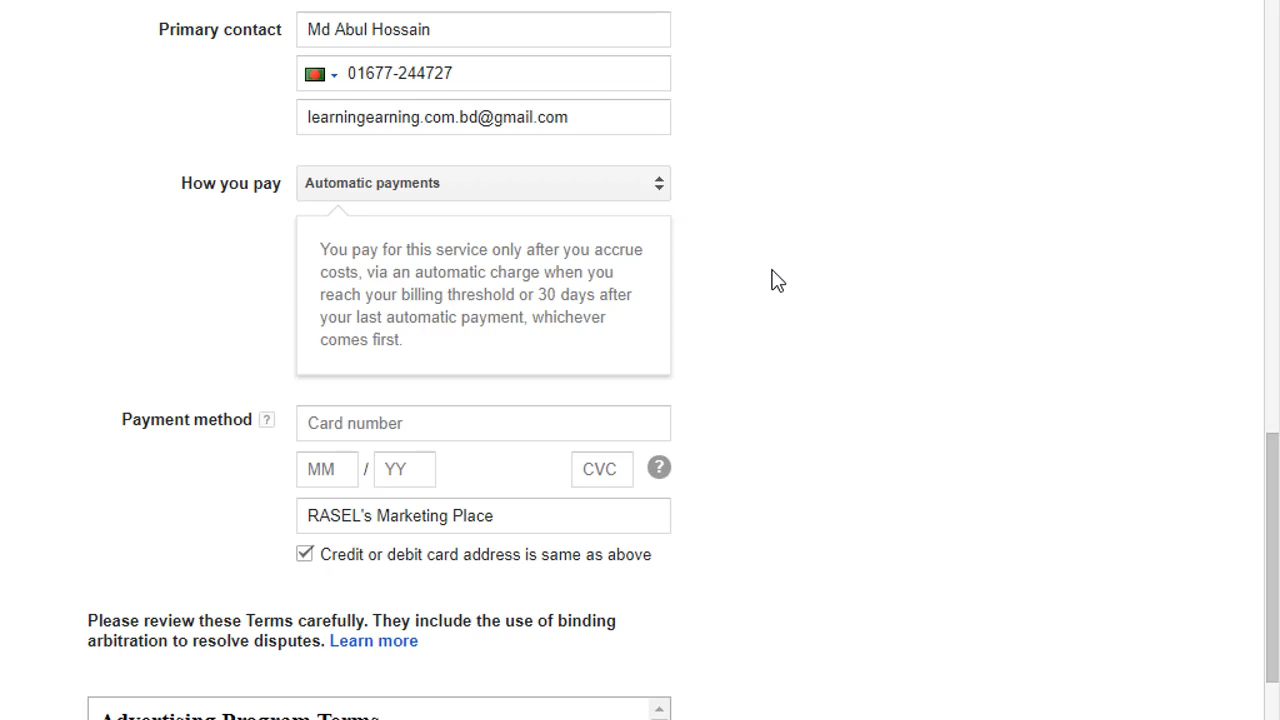 Primary contact
Md Abul Hossain
01677-244727
learningearning.com.bd@gmail.com
How you pay
Automatic payments
You pay for this service only after you accrue
costs, via an automatic charge when you
reach your billing threshold or 30 days after
your last automatic payment, whichever
comes first.
Payment method ?
Card number
MM / YY CVC ?
RASEL's Marketing Place
Credit or debit card address is same as above
Please review these Terms carefully. They include the use of binding
arbitration to resolve disputes. Learn more
Advertising Program Terms